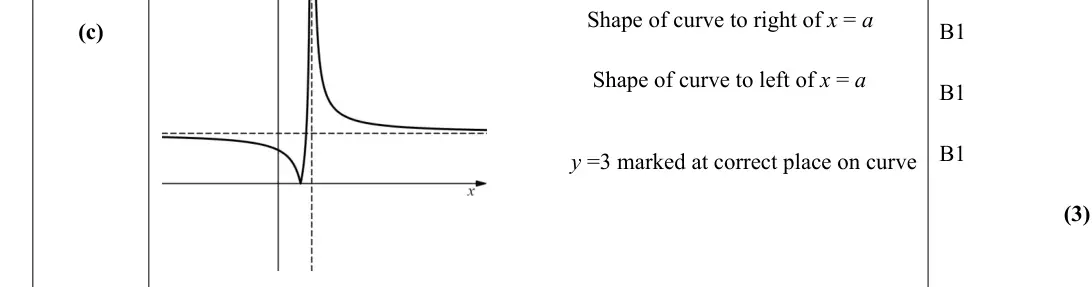 (c)
Shape of curve to right of x = a
B1
Shape of curve to left of x = a
B1
y =3 marked at correct place on curve
B1
x
(3)